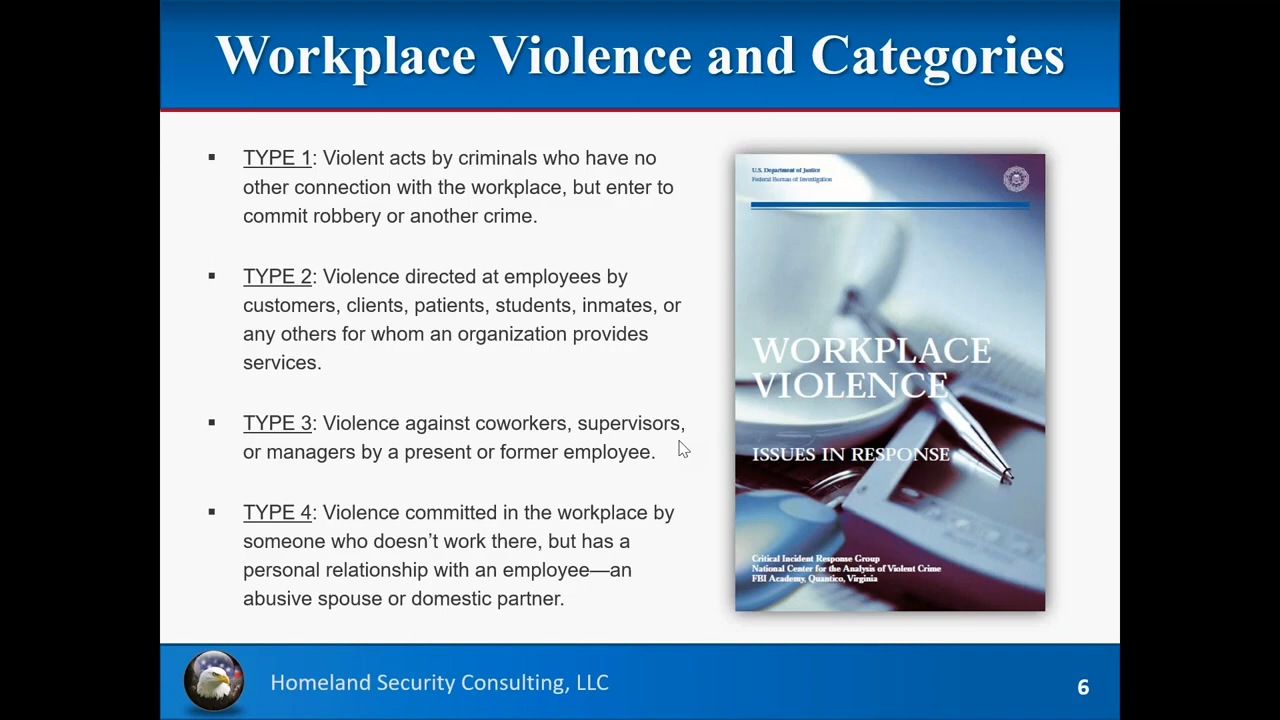 Workplace Violence and Categories
▪ TYPE 1: Violent acts by criminals who have no
other connection with the workplace, but enter to
commit robbery or another crime.
▪ TYPE 2: Violence directed at employees by
customers, clients, patients, students, inmates, or
any others for whom an organization provides
services.
▪ TYPE 3: Violence against coworkers, supervisors,
or managers by a present or former employee.
▪ TYPE 4: Violence committed in the workplace by
someone who doesn’t work there, but has a
personal relationship with an employee—an
abusive spouse or domestic partner.
U.S. Department of Justice
Federal Bureau of Investigation
WORKPLACE
VIOLENCE
ISSUES IN RESPONSE
Critical Incident Response Group
National Center for the Analysis of Violent Crime
FBI Academy, Quantico, Virginia
Homeland Security Consulting, LLC
6